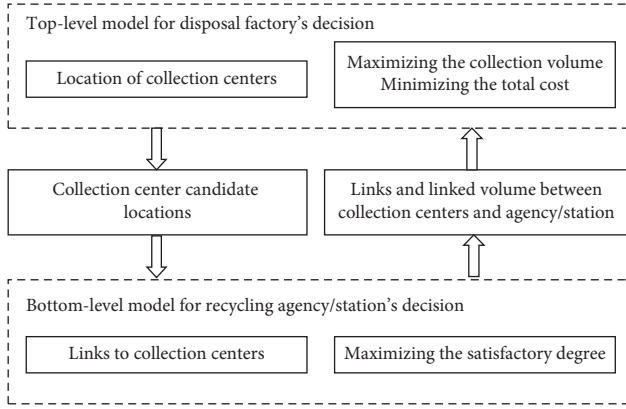 Top-level model for disposal factory's decision
Location of collection centers
Maximizing the collection volume
Minimizing the total cost
Collection center candidate
locations
Links and linked volume between
collection centers and agency/station
Bottom-level model for recycling agency/station's decision
Links to collection centers
Maximizing the satisfactory degree